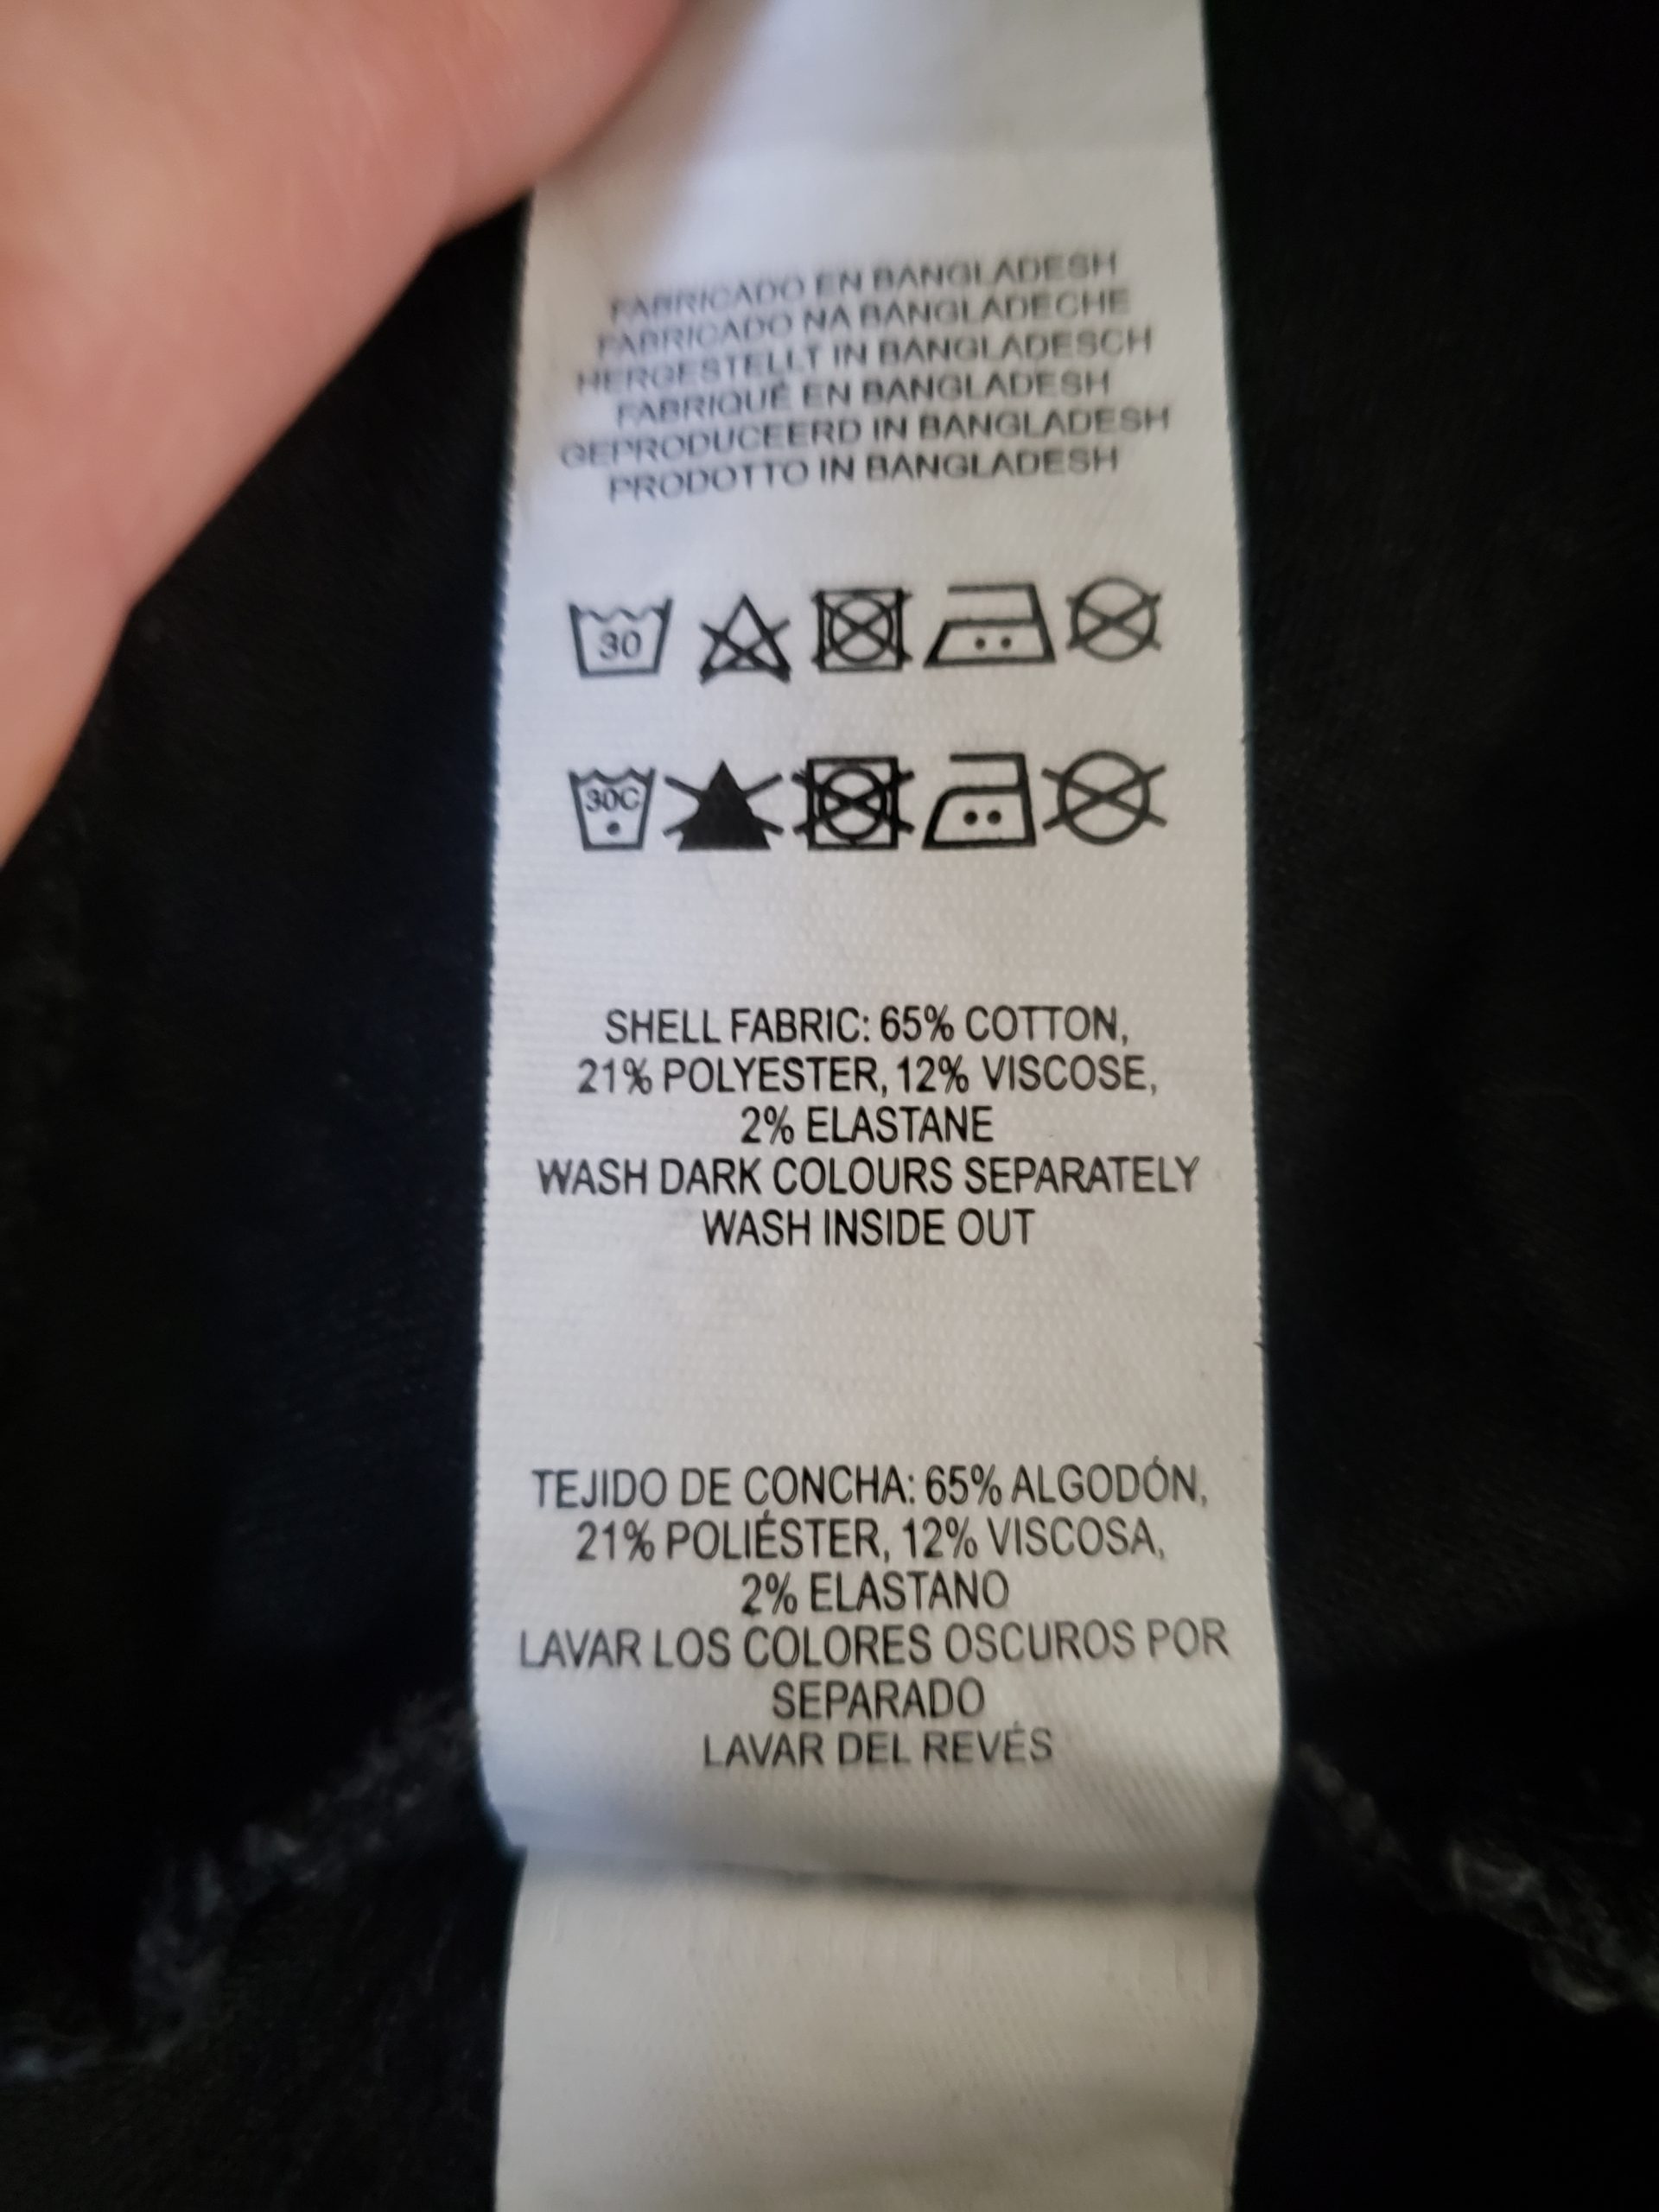 FABRICADO EN BANGLADESH
FABRICADO NA BANGLADECHE
HERGESTELLT IN BANGLADESCH
FABRIQUÉ EN BANGLADESH
GEPRODUCEERD IN BANGLADESH
PRODOTTO IN BANGLADESH
30
30C
SHELL FABRIC: 65% COTTON,
21% POLYESTER, 12% VISCOSE,
2% ELASTANE
WASH DARK COLOURS SEPARATELY
WASH INSIDE OUT
TEJIDO DE CONCHA: 65% ALGODÓN,
21% POLIÉSTER, 12% VISCOSA,
2% ELASTANO
LAVAR LOS COLORES OSCUROS POR
SEPARADO
LAVAR DEL REVÉS